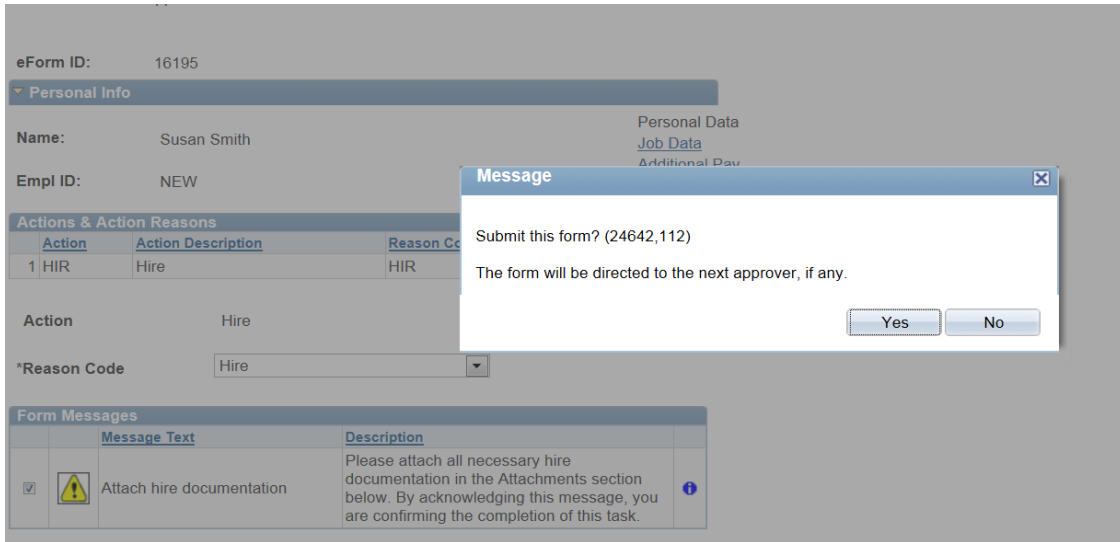 eForm ID: 16195
Personal Info
Name: Susan Smith
Personal Data
Job Data
Additional Pay
Empl ID: NEW
Message
Submit this form? (24642,112)
The form will be directed to the next approver, if any.
Yes No
Actions & Action Reasons
Action Action Description Reason Co
1 HIR Hire HIR
Action Hire
*Reason Code Hire
Form Messages
Message Text Description
Attach hire documentation
Please attach all necessary hire
documentation in the Attachments section
below. By acknowledging this message, you
are confirming the completion of this task.